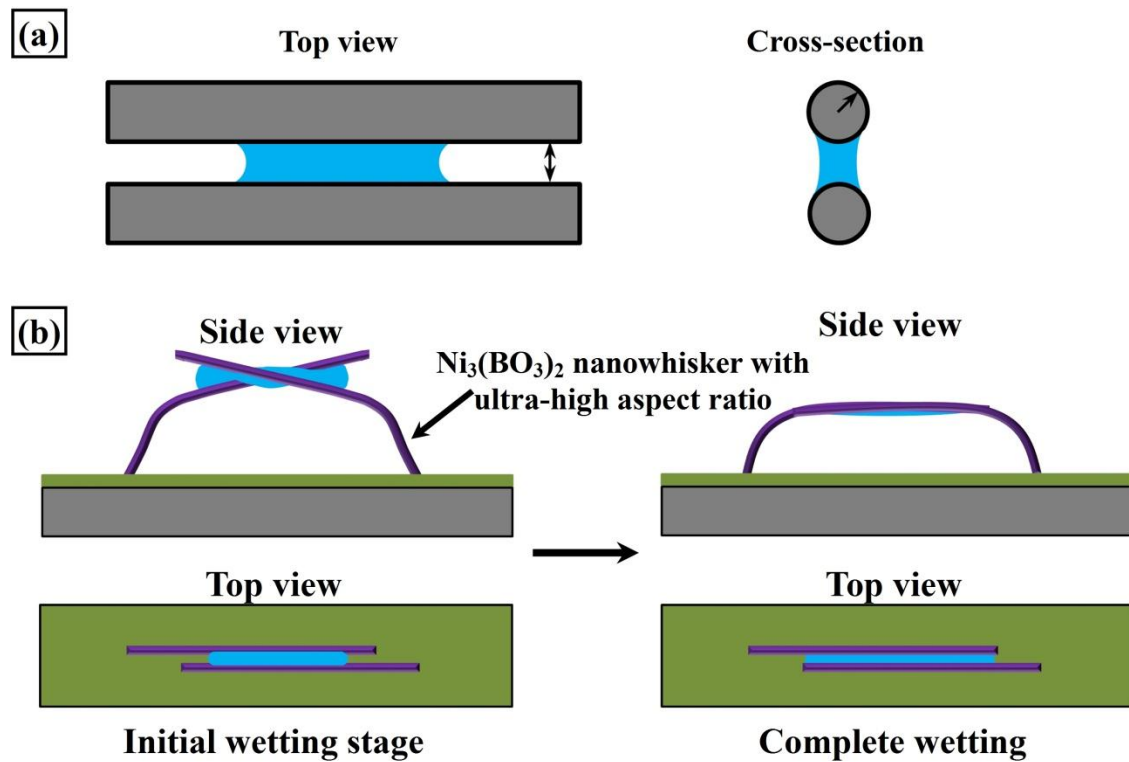 (a)
Top view
Cross-section
(b)
Side view
Side view
Ni₃(BO₃)₂ nanowhisker with
ultra-high aspect ratio
Top view
Top view
Initial wetting stage
Complete wetting